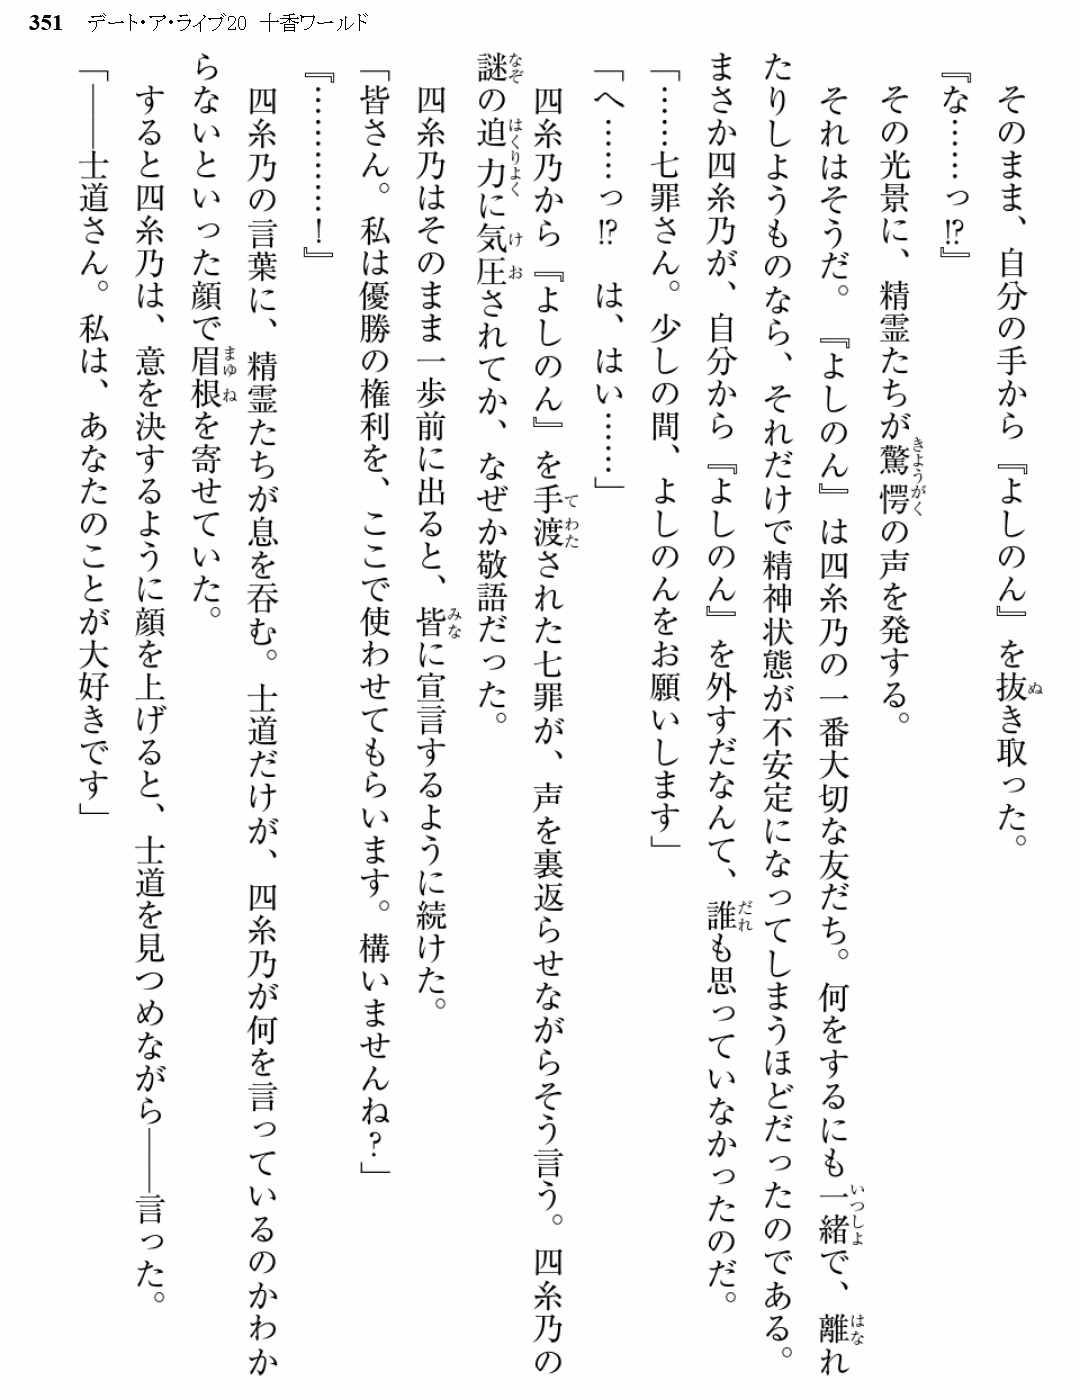 351 デート・ア・ライブ20 十香ワールド
そのまま、自分の手から『よしのん』を抜き取った。
『な……っ!?』
その光景に、精霊たちが驚愕の声を発する。
それはそうだ。『よしのん』は四糸乃の一番大切な友だち。何をするにも一緒で、離れ
たりしようものなら、それだけで精神状態が不安定になってしまうほどだったのである。
まさか四糸乃が、自分から『よしのん』を外すだなんて、誰も思っていなかったのだ。
「……七罪さん。少しの間、よしのんをお願いします」
「へ……っ!? は、はい……」
四糸乃から『よしのん』を手渡された七罪が、声を裏返らせながらそう言う。四糸乃の
謎の迫力に気圧されてか、なぜか敬語だった。
四糸乃はそのまま一歩前に出ると、皆に宣言するように続けた。
「皆さん。私は優勝の権利を、ここで使わせてもらいます。構いませんね?」
『…………!』
四糸乃の言葉に、精霊たちが息を呑む。士道だけが、四糸乃が何を言っているのかわか
らないといった顔で眉根を寄せていた。
すると四糸乃は、意を決するように顔を上げると、士道を見つめながら――言った。
「――士道さん。私は、あなたのことが大好きです」